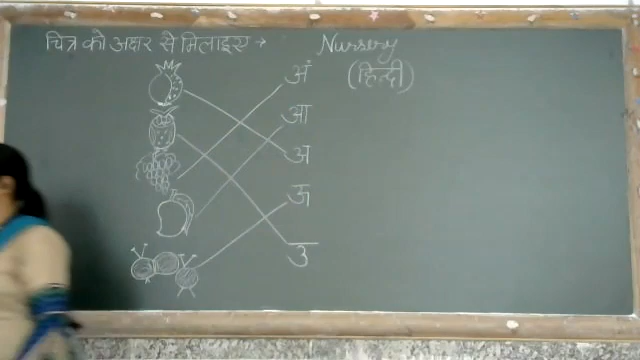 चित्र को अक्षर से मिलाइए →
Nursery
(हिन्दी)
अं
आ
अ
ऊ
उ